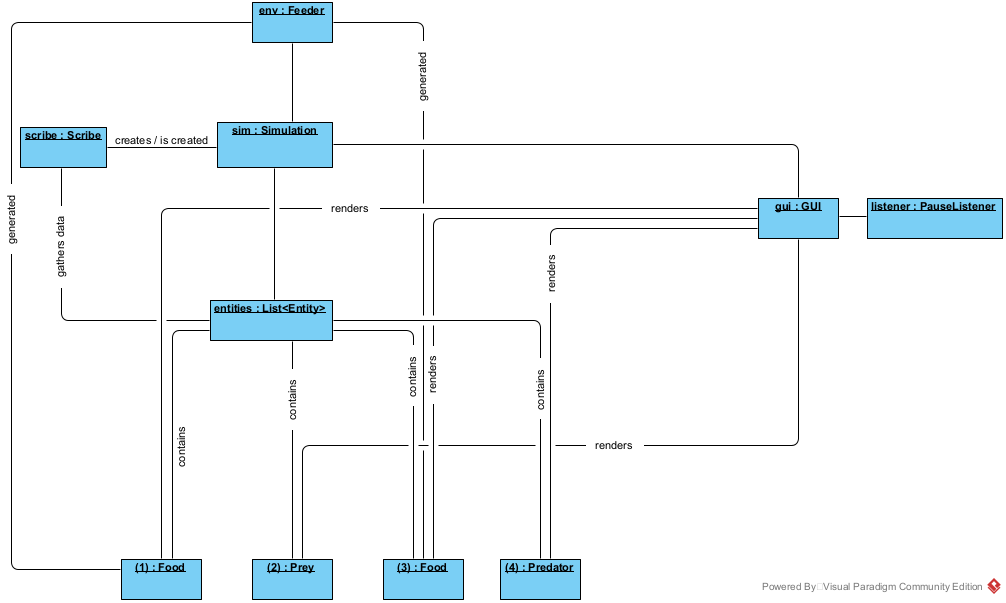 env : Feeder
generated
scribe : Scribe
creates / is created
sim : Simulation
generated
gathers data
renders
gui : GUI
listener : PauseListener
renders
entities : List<Entity>
contains
contains
contains
renders
contains
renders
(1) : Food
(2) : Prey
(3) : Food
(4) : Predator
Powered By Visual Paradigm Community Edition